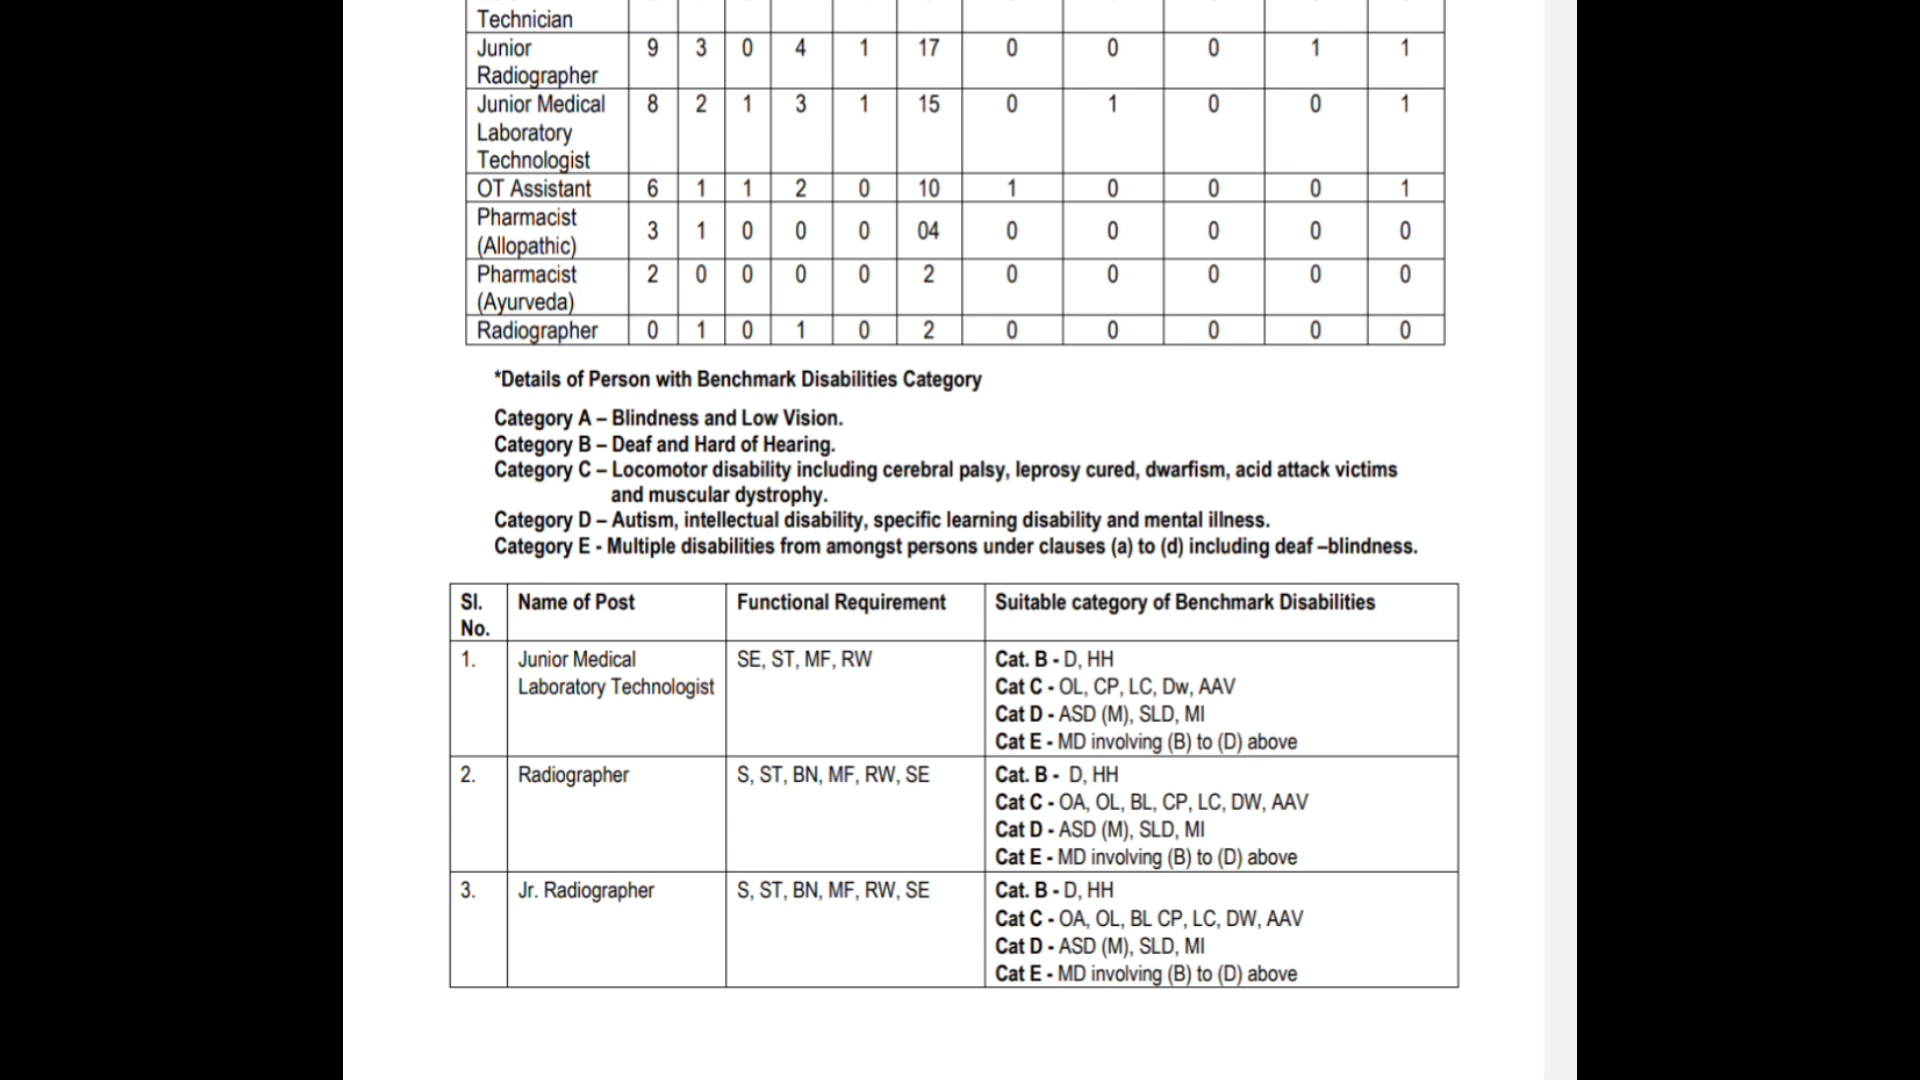 Technician
Junior Radiographer 9 3 0 4 1 17 0 0 0 1 1
Junior Medical Laboratory Technologist 8 2 1 3 1 15 0 1 0 0 1
OT Assistant 6 1 1 2 0 10 1 0 0 0 1
Pharmacist (Allopathic) 3 1 0 0 0 04 0 0 0 0 0
Pharmacist (Ayurveda) 2 0 0 0 0 2 0 0 0 0 0
Radiographer 0 1 0 1 0 2 0 0 0 0 0
*Details of Person with Benchmark Disabilities Category
Category A – Blindness and Low Vision.
Category B – Deaf and Hard of Hearing.
Category C – Locomotor disability including cerebral palsy, leprosy cured, dwarfism, acid attack victims
and muscular dystrophy.
Category D – Autism, intellectual disability, specific learning disability and mental illness.
Category E - Multiple disabilities from amongst persons under clauses (a) to (d) including deaf –blindness.
Sl. No. Name of Post Functional Requirement Suitable category of Benchmark Disabilities
1. Junior Medical Laboratory Technologist SE, ST, MF, RW Cat. B - D, HH
Cat C - OL, CP, LC, Dw, AAV
Cat D - ASD (M), SLD, MI
Cat E - MD involving (B) to (D) above
2. Radiographer S, ST, BN, MF, RW, SE Cat. B - D, HH
Cat C - OA, OL, BL, CP, LC, DW, AAV
Cat D - ASD (M), SLD, MI
Cat E - MD involving (B) to (D) above
3. Jr. Radiographer S, ST, BN, MF, RW, SE Cat. B - D, HH
Cat C - OA, OL, BL CP, LC, DW, AAV
Cat D - ASD (M), SLD, MI
Cat E - MD involving (B) to (D) above